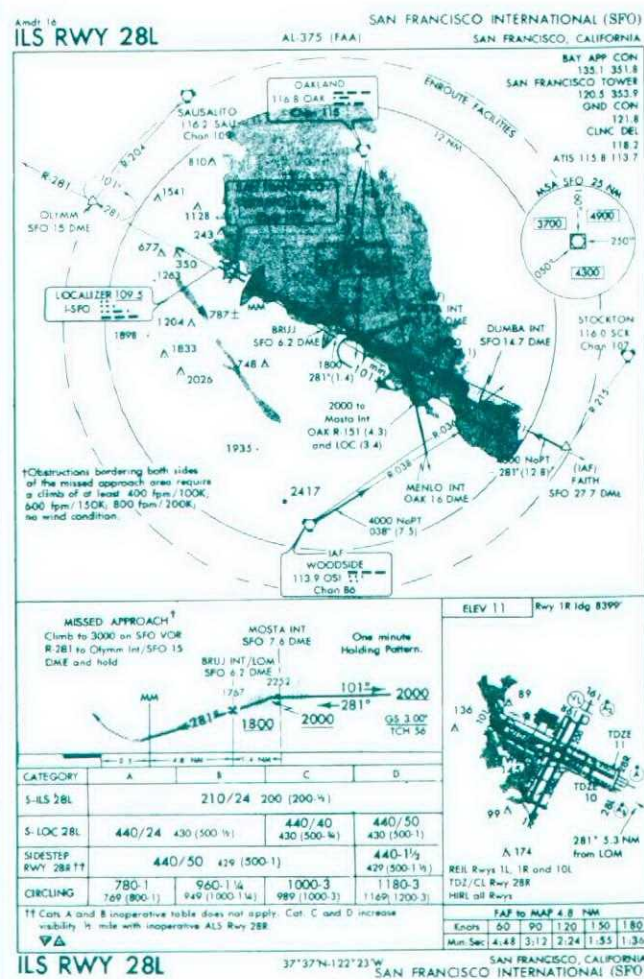 Amdt 16
ILS RWY 28L
AL-375 (FAA)
SAN FRANCISCO INTERNATIONAL (SFO)
SAN FRANCISCO, CALIFORNIA
BAY APP CON
135.1 351.8
SAN FRANCISCO TOWER
120.5 353.9
GND CON
121.8
CLNC DEL
118.2
ATIS 115.8 113.7
ENROUTE FACILITIES
12 NM
OAKLAND
116.8 OAK
Chan 115
SAUSALITO
116.2 SAU
Chan 109
R-204
R-281
101°
281°
OLYMM
SFO 15 DME
810
1541
1128
243
677
350
1263
MSA SFO 25 NM
180°
3700
4900
250°
050°
4300
LOCALIZER 109.5
I-SFO
787±
MM
1204
1898
1833
2026
748
BRIJJ
SFO 6.2 DME
1800
281°(1.4)
INT
DUMBA INT
SFO 14.7 DME
STOCKTON
116.0 SCK
Chan 107
R-215
2000 to
Mosta Int
OAK R-151 (4.3)
and LOC (3.4)
R-036
R-038
1935
NoPT
281°(12.8)
(IAF)
FAITH
SFO 27.7 DME
MENLO INT
OAK 16 DME
†Obstructions bordering both sides
of the missed approach area require
a climb of at least 400 fpm/100K,
600 fpm/150K; 800 fpm/200K;
no wind condition.
2417
4000 NoPT
038° (7.5)
IAF
WOODSIDE
113.9 OSI
Chan 86
MISSED APPROACH†
Climb to 3000 on SFO VOR
R-281 to Olymm Int/SFO 15
DME and hold
MOSTA INT
SFO 7.6 DME
BRIJJ INT/LOM
SFO 6.2 DME
One minute
Holding Pattern.
MM
1767
2252
101°
2000
281°
281°
1800
2000
GS 3.00°
TCH 56
4.8 NM
ELEV 11
Rwy 1R ldg 8399'
89
161
136
101
TDZE
11
TDZE
10
28R
28L
99
174
281° 5.3 NM
from LOM
REIL Rwys 1L, 1R and 10L
TDZ/CL Rwy 28R
HIRL all Rwys
CATEGORY A B C D
S-ILS 28L 210/24 200 (200-½)
S-LOC 28L 440/24 430 (500-½) 440/40 430 (500-¾) 440/50 430 (500-1)
SIDESTEP RWY 28R†† 440/50 429 (500-1) 440-1½ 429 (500-1½)
CIRCLING 780-1 769 (800-1) 960-1¼ 949 (1000-1¼) 1000-3 989 (1000-3) 1180-3 1169 (1200-3)
†† Cats A and B inoperative table does not apply. Cat. C and D increase
visibility ½ mile with inoperative ALS Rwy 28R
FAF to MAP 4.8 NM
Knots 60 90 120 150 180
Min:Sec 4:48 3:12 2:24 1:55 1:36
ILS RWY 28L
37°37'N-122°23'W
SAN FRANCISCO, CALIFORNIA
SAN FRANCISCO INTERNATIONAL (SFO)